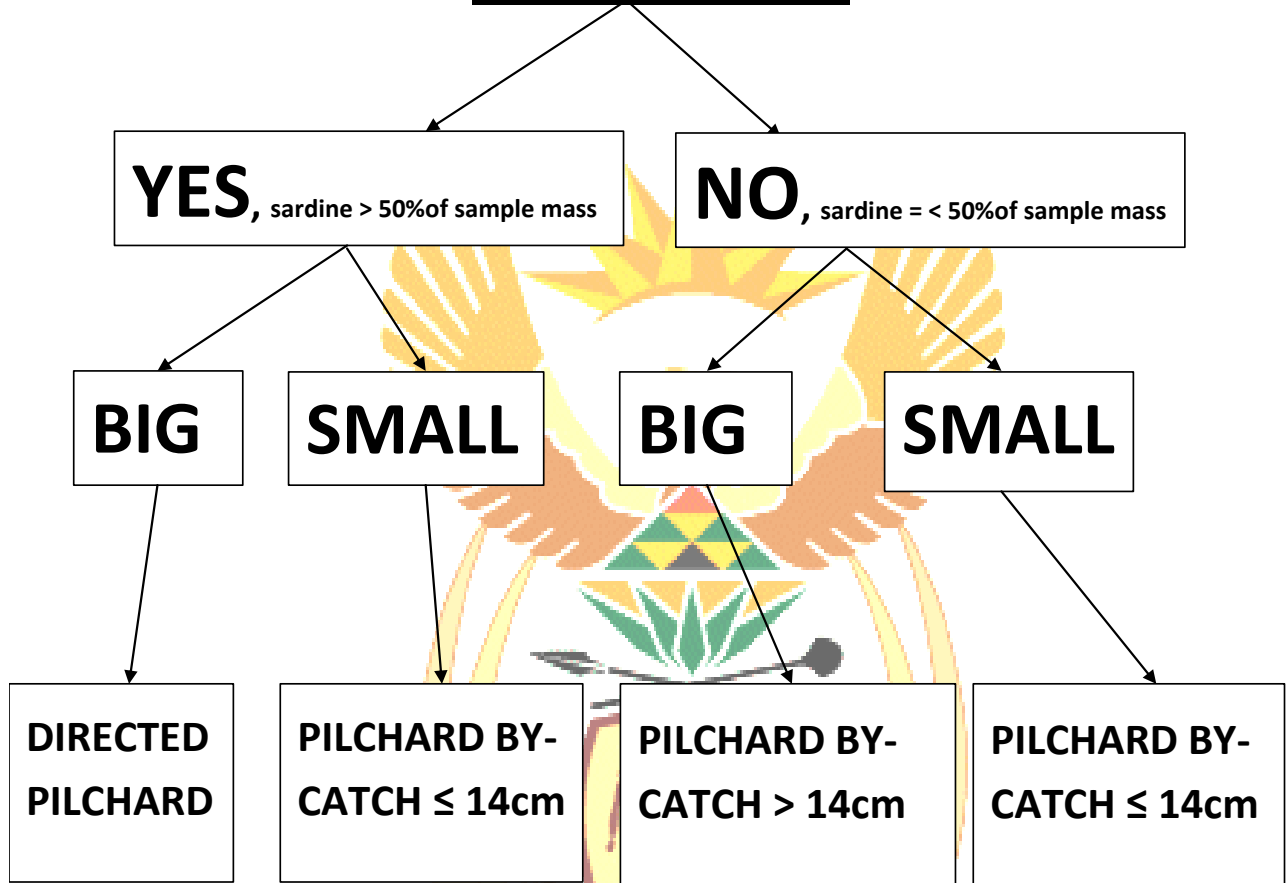 YES, sardine > 50%of sample mass
NO, sardine = < 50%of sample mass
BIG
SMALL
BIG
SMALL
DIRECTED
PILCHARD
PILCHARD BY-
CATCH ≤ 14cm
PILCHARD BY-
CATCH > 14cm
PILCHARD BY-
CATCH ≤ 14cm